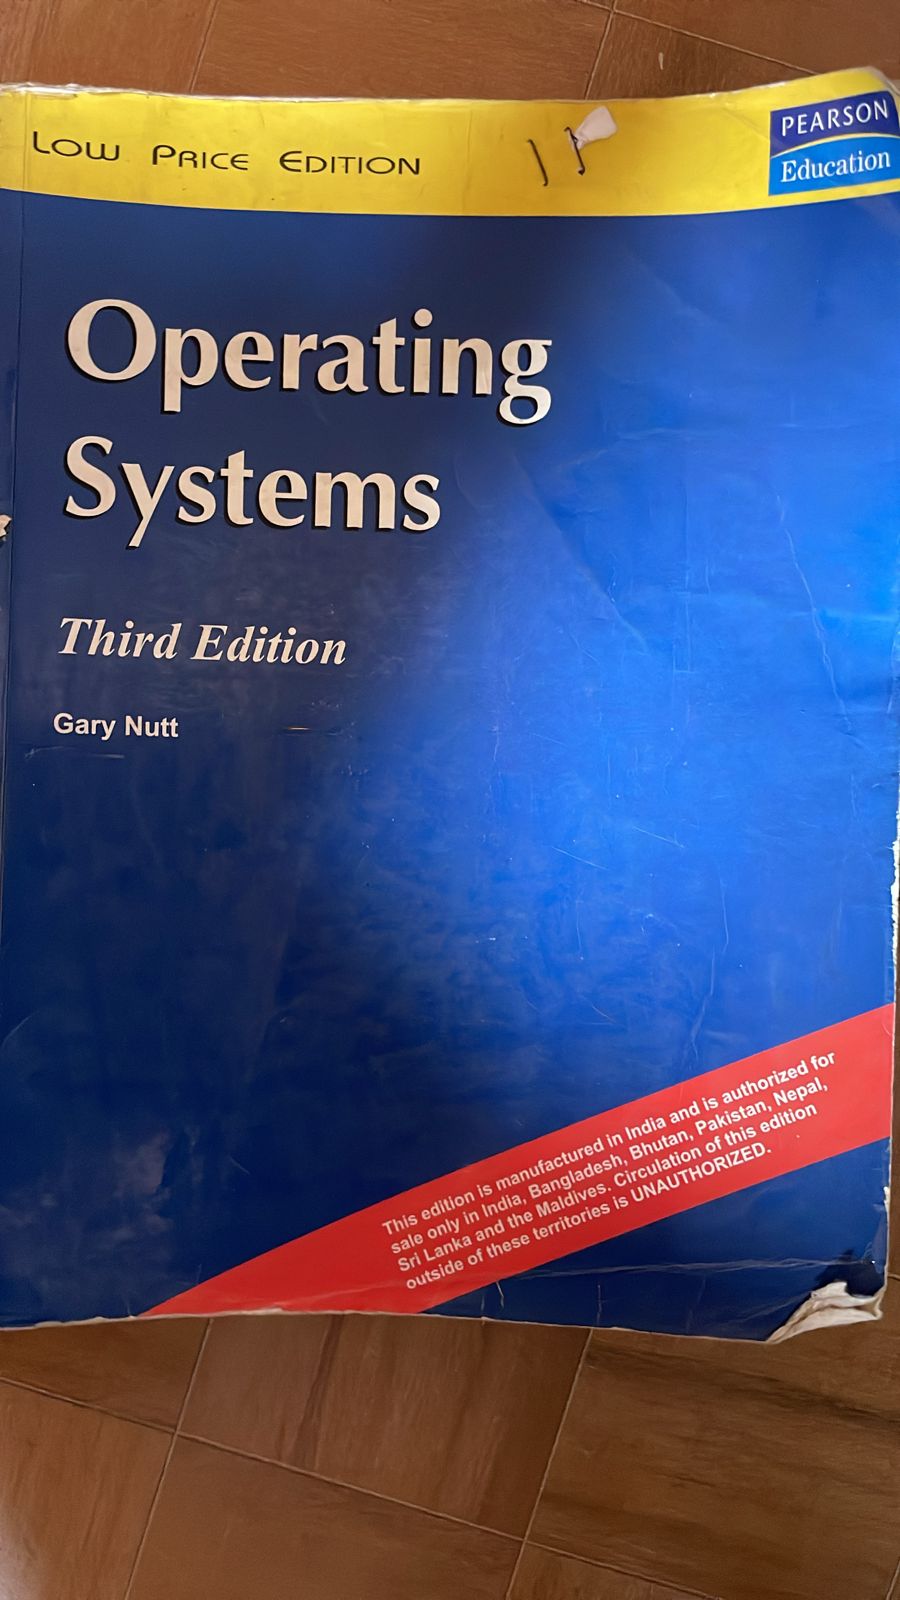 LOW PRICE EDITION
PEARSON
Education
Operating
Systems
Third Edition
Gary Nutt
This edition is manufactured in India and is authorized for
sale only in India, Bangladesh, Bhutan, Pakistan, Nepal,
Sri Lanka and the Maldives. Circulation of this edition
outside of these territories is UNAUTHORIZED.